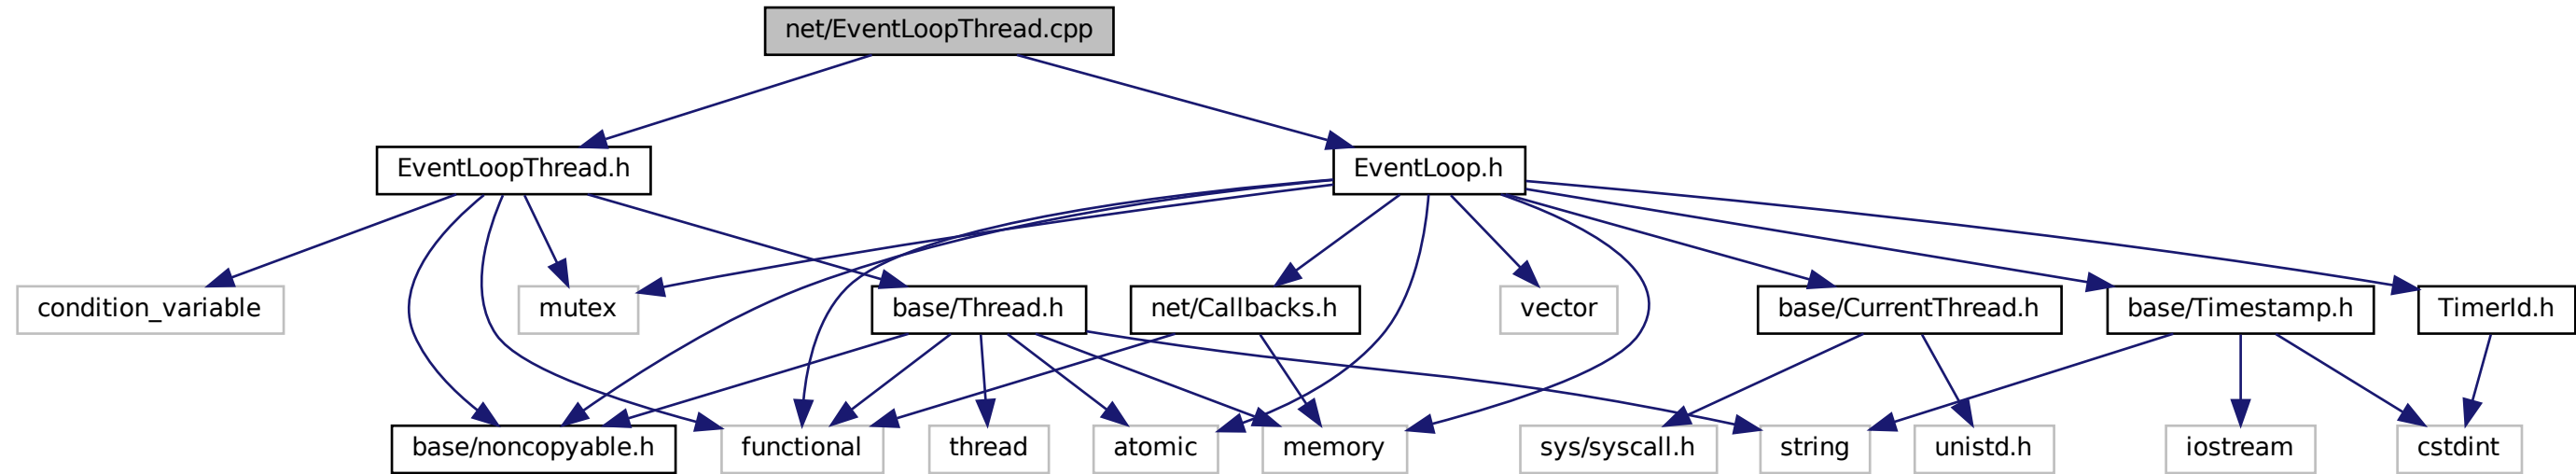 net/EventLoopThread.cpp
EventLoopThread.h
EventLoop.h
condition_variable
mutex
base/Thread.h
net/Callbacks.h
vector
base/CurrentThread.h
base/Timestamp.h
TimerId.h
base/noncopyable.h
functional
thread
atomic
memory
sys/syscall.h
string
unistd.h
iostream
cstdint